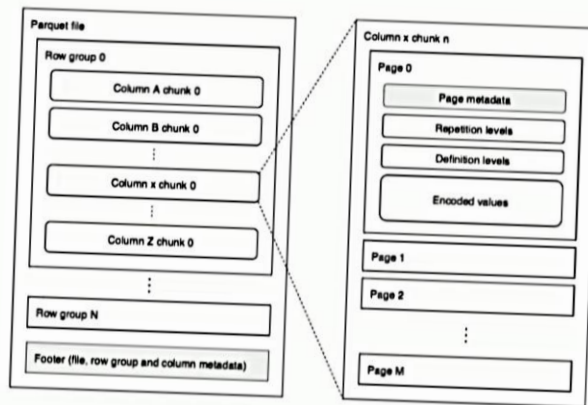 Parquet file
Row group 0
Column A chunk 0
Column B chunk 0
Column x chunk 0
Column Z chunk 0
Row group N
Footer (file, row group and column metadata)
Column x chunk n
Page 0
Page metadata
Repetition levels
Definition levels
Encoded values
Page 1
Page 2
Page M